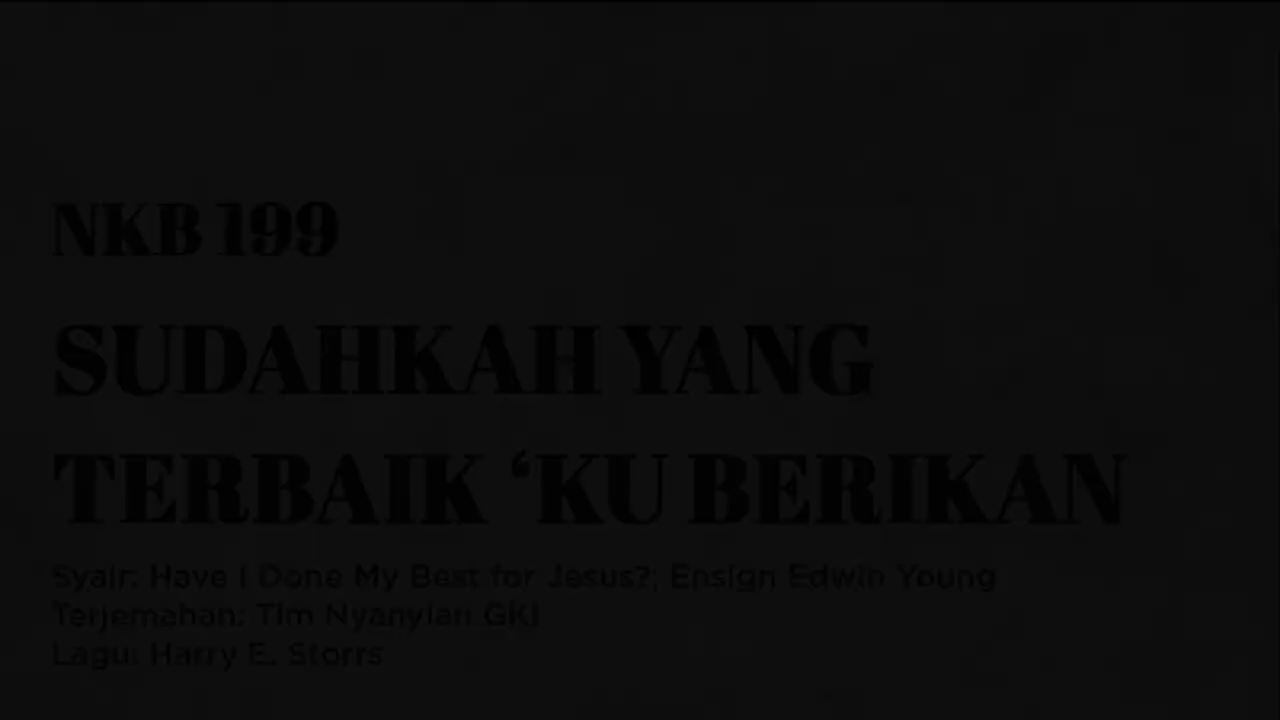 NKB 199
SUDAHKAH YANG
TERBAIK ‘KU BERIKAN
Syair: Have I Done My Best for Jesus?; Ensign Edwin Young
Terjemahan: Tim Nyanyian GKI
Lagu: Harry E. Storrs